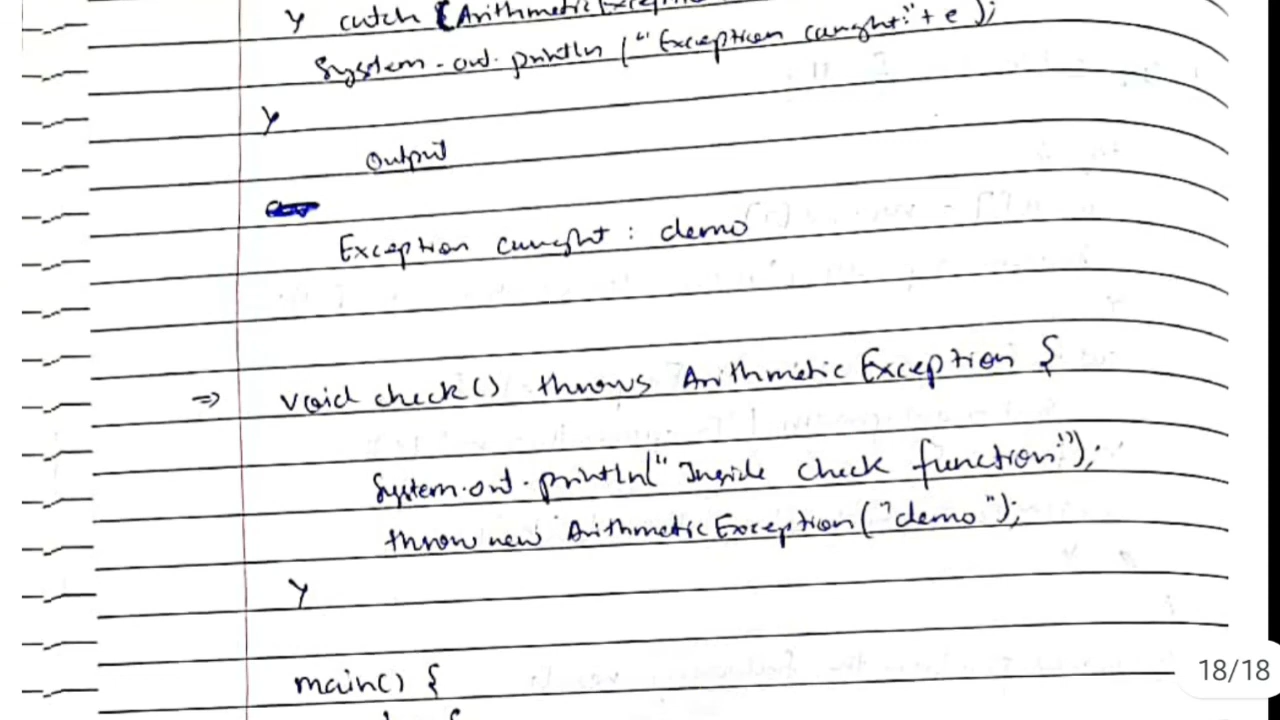 } catch (ArithmeticException
System.out.println("Exception caught:"+ e);
}
Output
Exception caught : demo
=> void check() throws ArithmeticException {
System.out.println("Inside check function");
throw new ArithmeticException("demo");
}
main() {
18/18